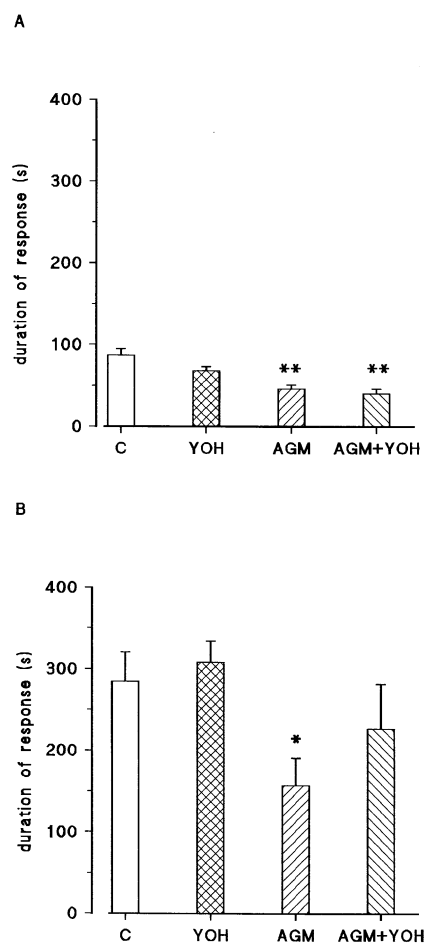 A
duration of response (s)
400
300
200
100
0
** **
C YOH AGM AGM+YOH
B
duration of response (s)
400
300
200
100
0
*
C YOH AGM AGM+YOH